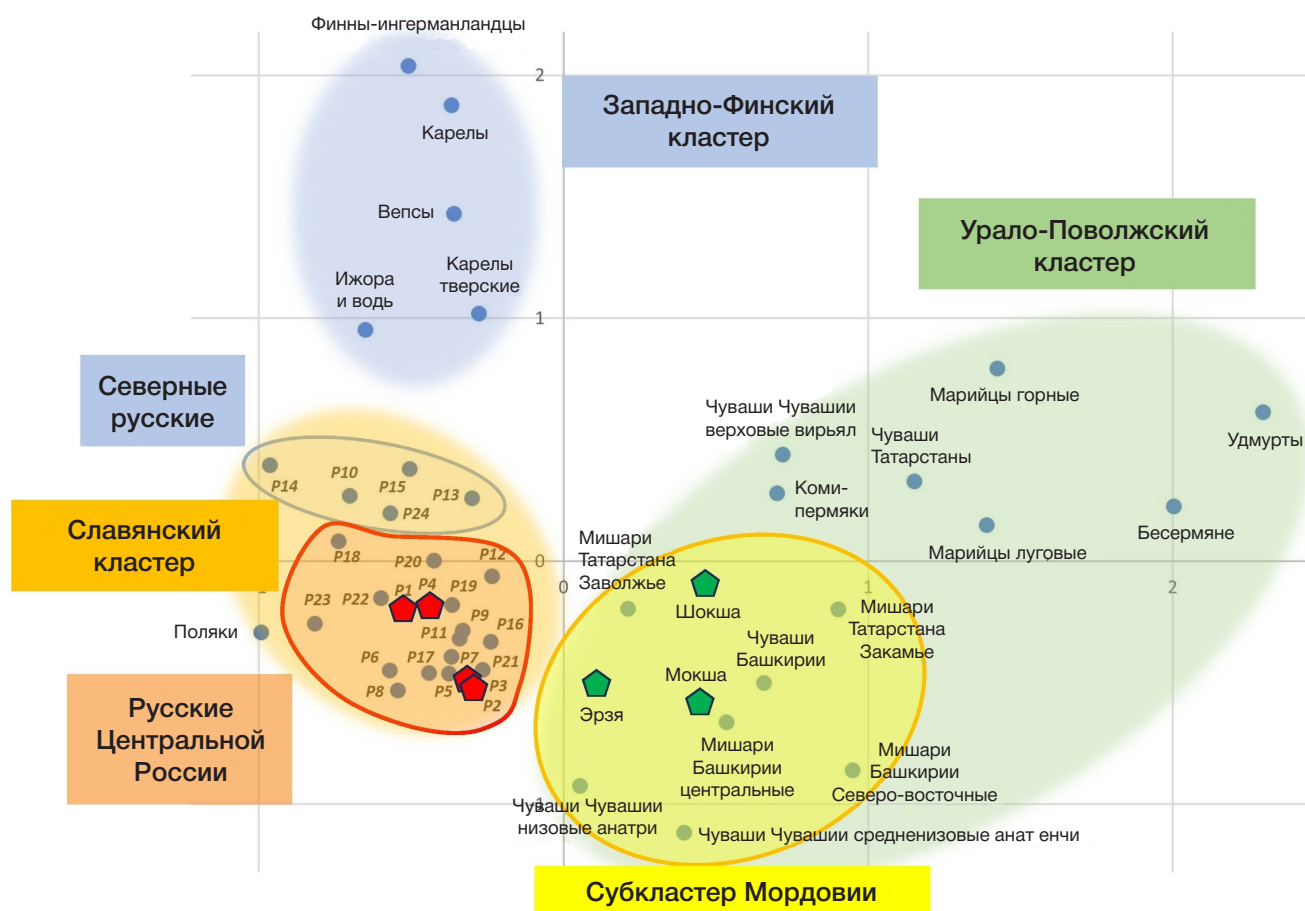 Финны-ингерманландцы
2
Карелы
Западно-Финский
кластер
Вепсы
Карелы
тверские
Ижора
и водь
1
Урало-Поволжский
кластер
Северные
русские
P14
P10
P15
P24
P13
Марийцы горные
Чуваши Чувашии
верховые вирьял
Чуваши
Татарстаны
Удмурты
Коми-
пермяки
Бесермяне
Марийцы луговые
Славянский
кластер
P18
P20
P12
P1
P4
P19
P22
P23
P9
P16
P11
P6
P17
P7
P21
P8
P5
P3
P2
Поляки
1
0
0
1
2
Мишари
Татарстана
Заволжье
Шокша
Мишари
Татарстана
Закамье
Чуваши
Башкирии
Мокша
Эрзя
Русские
Центральной
России
Мишари
Башкирии
центральные
Мишари
Башкирии
Северо-восточные
-1
Чуваши Чувашии
низовые анатри
Чуваши Чувашии средненизовые анат енчи
Субкластер Мордовии